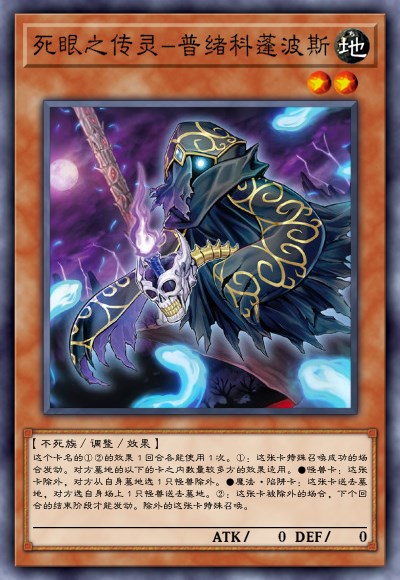 死眼之传灵-普绪科蓬波斯
地
【不死族/调整/效果】
这个卡名的①②的效果1回合各能使用1次。①：这张卡特殊召唤成功的场
合发动。对方墓地的以下的卡之内数量较多方的效果适用。●怪兽卡：这张
卡除外，对方从自身墓地选1只怪兽除外。●魔法·陷阱卡：这张卡送去墓
地，对方选自身场上1只怪兽送去墓地。②：这张卡被除外的场合，下个回
合的结束阶段才能发动。除外的这张卡特殊召唤。
ATK/ 0 DEF/ 0